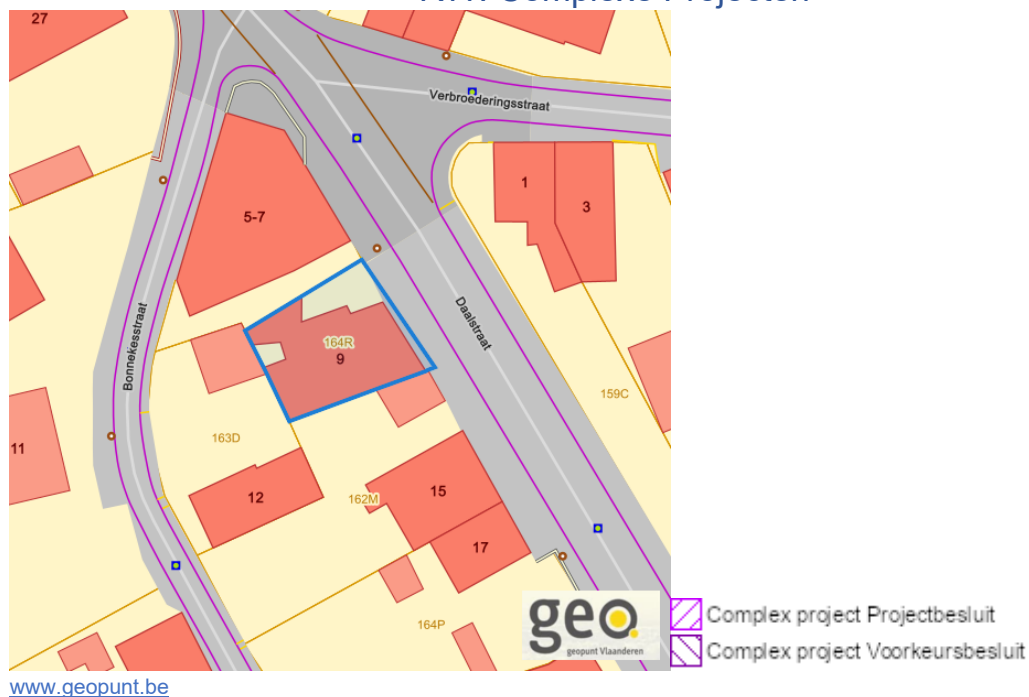 27
Verbroederingsstraat
1
3
5-7
Daalstraat
Bonnekesstraat
164R
9
159C
11
163D
12
162M
15
17
164P
geo
geopunt Vlaanderen
Complex project Projectbesluit
Complex project Voorkeursbesluit
www.geopunt.be